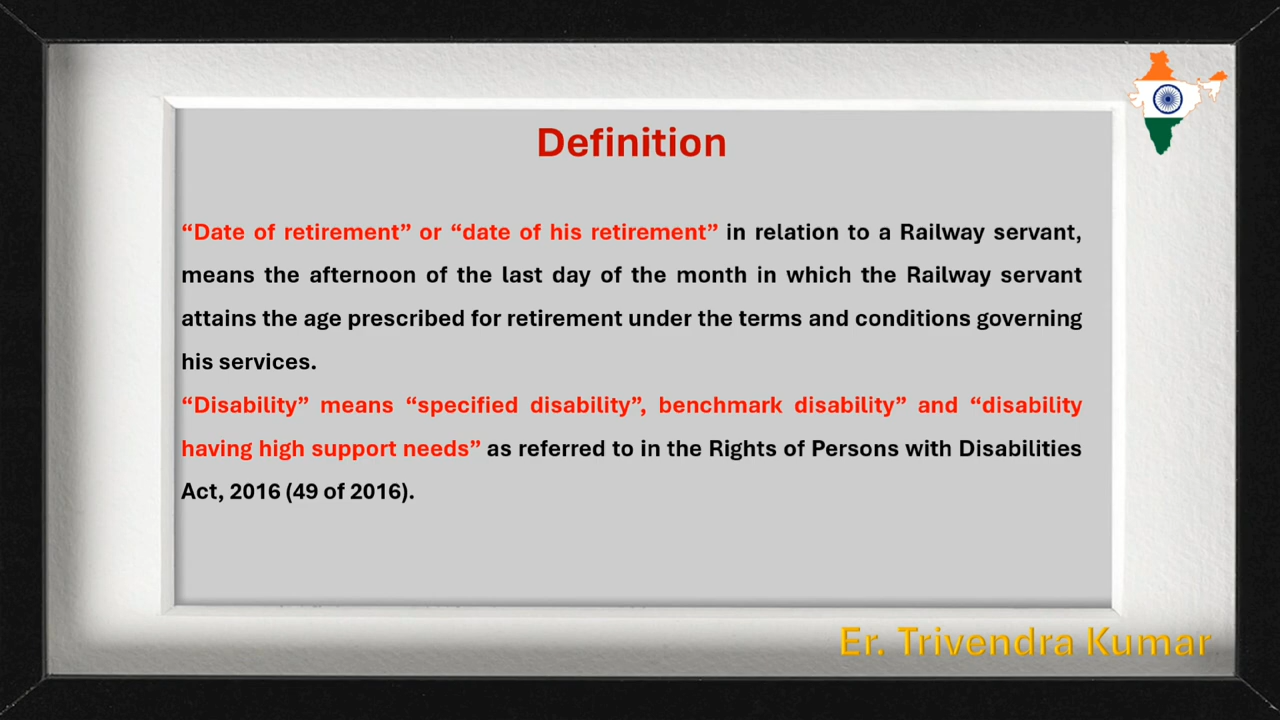 Definition
“Date of retirement” or “date of his retirement” in relation to a Railway servant,
means the afternoon of the last day of the month in which the Railway servant
attains the age prescribed for retirement under the terms and conditions governing
his services.
“Disability” means “specified disability”, benchmark disability” and “disability
having high support needs” as referred to in the Rights of Persons with Disabilities
Act, 2016 (49 of 2016).
Er. Trivendra Kumar